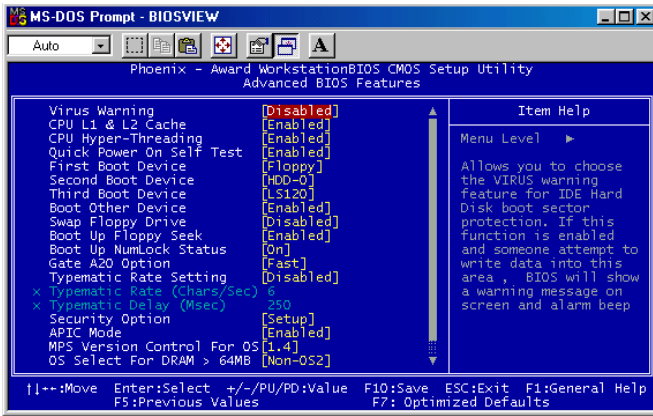 MS-DOS Prompt - BIOSVIEW
Auto
A
Phoenix - Award WorkstationBIOS CMOS Setup Utility
Advanced BIOS Features
Virus Warning [Disabled]
CPU L1 & L2 Cache [Enabled]
CPU Hyper-Threading [Enabled]
Quick Power On Self Test [Enabled]
First Boot Device [Floppy]
Second Boot Device [HDD-0]
Third Boot Device [LS120]
Boot Other Device [Enabled]
Swap Floppy Drive [Disabled]
Boot Up Floppy Seek [Enabled]
Boot Up NumLock Status [On]
Gate A20 Option [Fast]
Typematic Rate Setting [Disabled]
x Typematic Rate (Chars/Sec) 6
x Typematic Delay (Msec) 250
Security Option [Setup]
APIC Mode [Enabled]
MPS Version Control For OS[1.4]
OS Select For DRAM > 64MB [Non-OS2]
Item Help
Menu Level ►
Allows you to choose
the VIRUS warning
feature for IDE Hard
Disk boot sector
protection. If this
function is enabled
and someone attempt to
write data into this
area , BIOS will show
a warning message on
screen and alarm beep
↑↓←→:Move Enter:Select +/-/PU/PD:Value F10:Save ESC:Exit F1:General Help
F5:Previous Values F7: Optimized Defaults